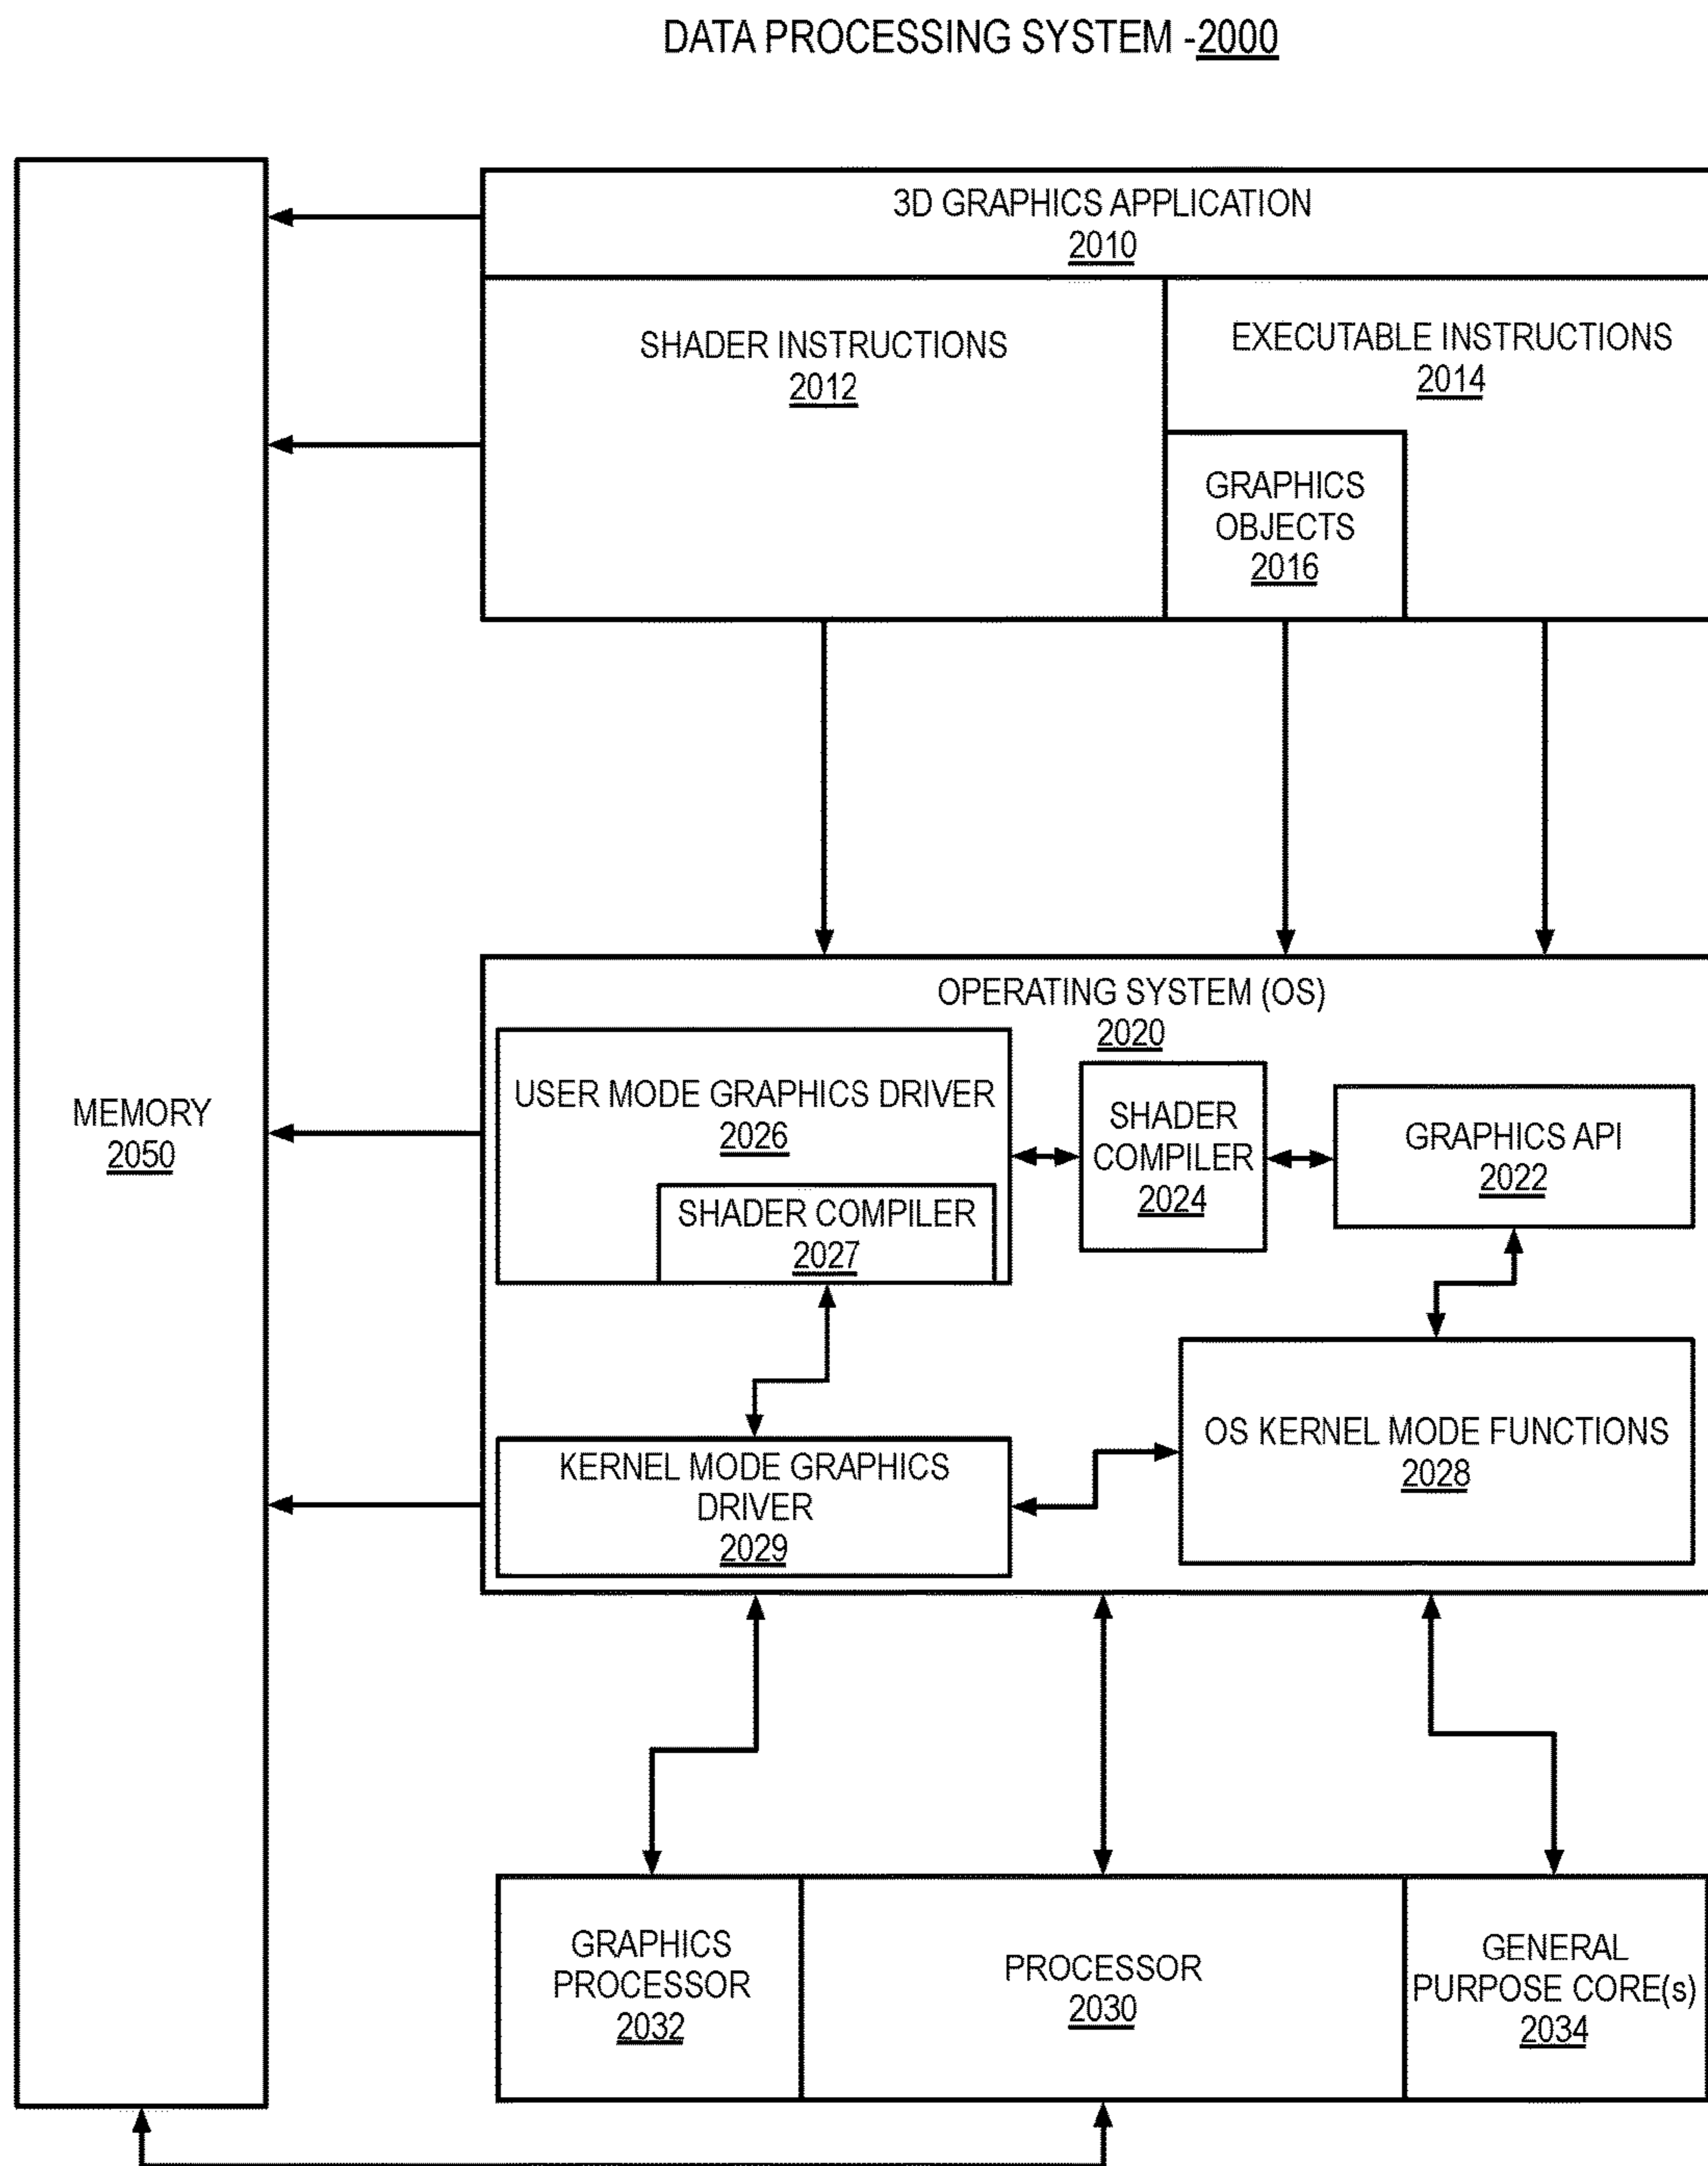 DATA PROCESSING SYSTEM -2000
3D GRAPHICS APPLICATION
2010
SHADER INSTRUCTIONS
2012
EXECUTABLE INSTRUCTIONS
2014
GRAPHICS
OBJECTS
2016
OPERATING SYSTEM (OS)
2020
USER MODE GRAPHICS DRIVER
2026
SHADER COMPILER
2027
SHADER
COMPILER
2024
GRAPHICS API
2022
MEMORY
2050
KERNEL MODE GRAPHICS
DRIVER
2029
OS KERNEL MODE FUNCTIONS
2028
GRAPHICS
PROCESSOR
2032
PROCESSOR
2030
GENERAL
PURPOSE CORE(s)
2034